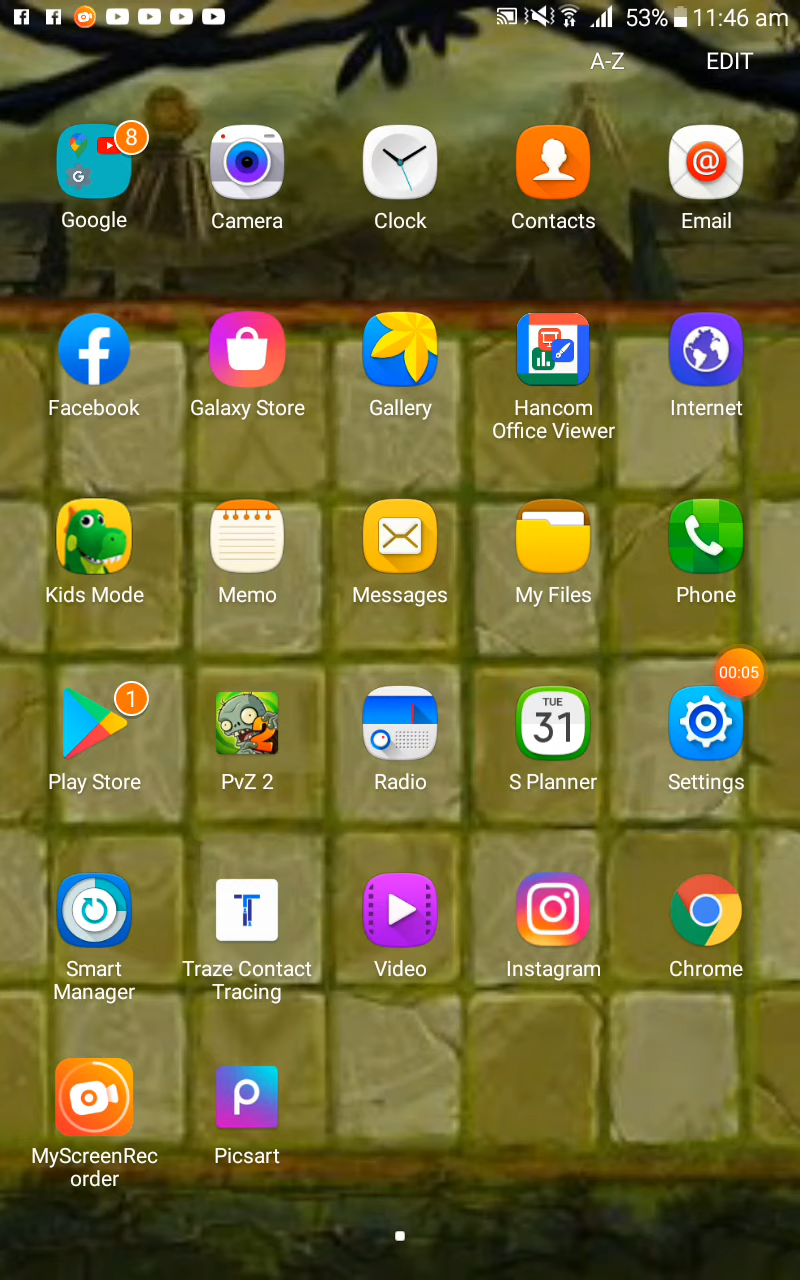 53% 11:46 am
A-Z EDIT
8
Google Camera Clock Contacts Email
Facebook Galaxy Store Gallery Hancom Office Viewer Internet
Kids Mode Memo Messages My Files Phone
00:05
1
TUE
31
Play Store PvZ 2 Radio S Planner Settings
Smart Manager Traze Contact Tracing Video Instagram Chrome
MyScreenRecorder Picsart